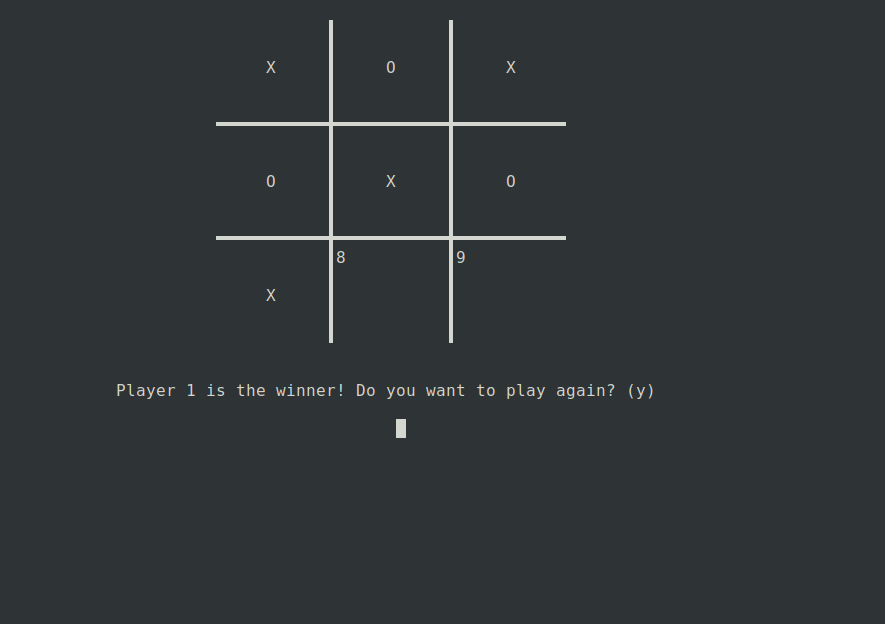 X O X
O X O
8 9
X
Player 1 is the winner! Do you want to play again? (y)